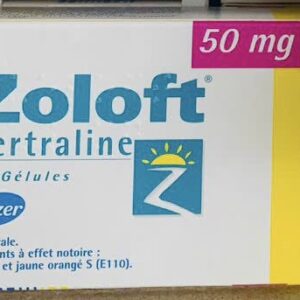 50 mg
Zoloft®
ertraline
Gélules
zer
ale.
nts à effet notoire :
et jaune orangé S (E110).